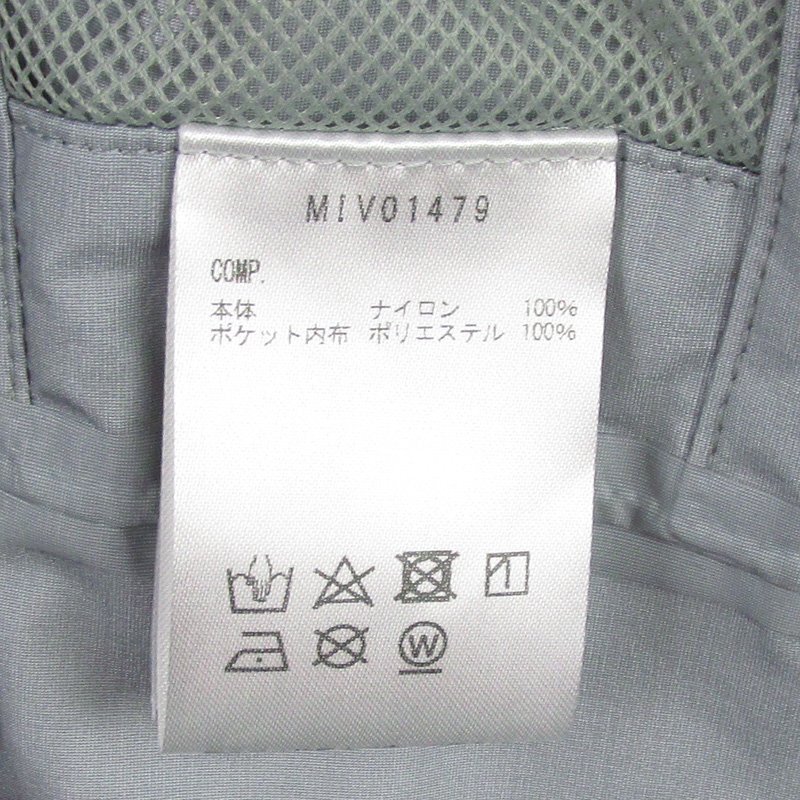 MIV01479
COMP.
本体 ナイロン 100%
ポケット内布 ポリエステル 100%
W